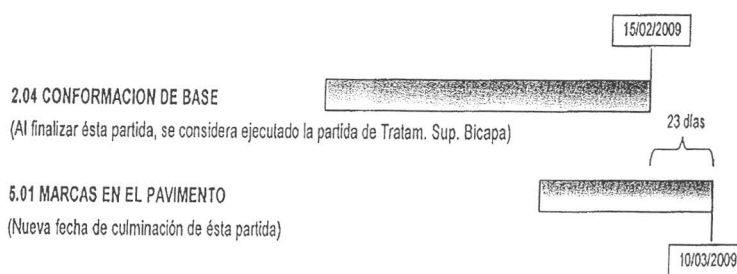 15/02/2009
2.04 CONFORMACION DE BASE
(Al finalizar ésta partida, se considera ejecutado la partida de Tratam. Sup. Bicapa)
23 días
5.01 MARCAS EN EL PAVIMENTO
(Nueva fecha de culminación de ésta partida)
10/03/2009